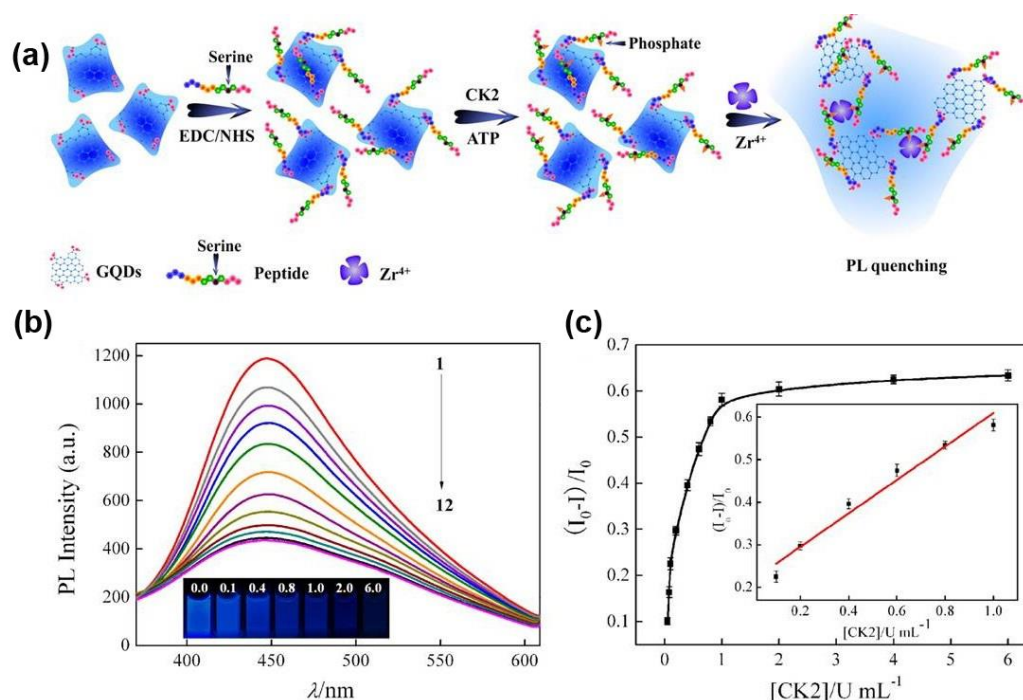 (a)
Serine
EDC/NHS
CK2
ATP
Phosphate
Zr4+
GQDs
Serine
Peptide
Zr4+
PL quenching
(b)
PL Intensity (a.u.)
1200
1000
800
600
400
200
0
1
12
0.0 0.1 0.4 0.8 1.0 2.0 6.0
400 450 500 550 600
λ/nm
(c)
(I0-I)/I0
0.7
0.6
0.5
0.4
0.3
0.2
0.1
0 1 2 3 4 5 6
[CK2]/U mL-1
(I0-I)/I0
0.6
0.5
0.4
0.3
0.2
0.2 0.4 0.6 0.8 1.0
[CK2]/U mL-1